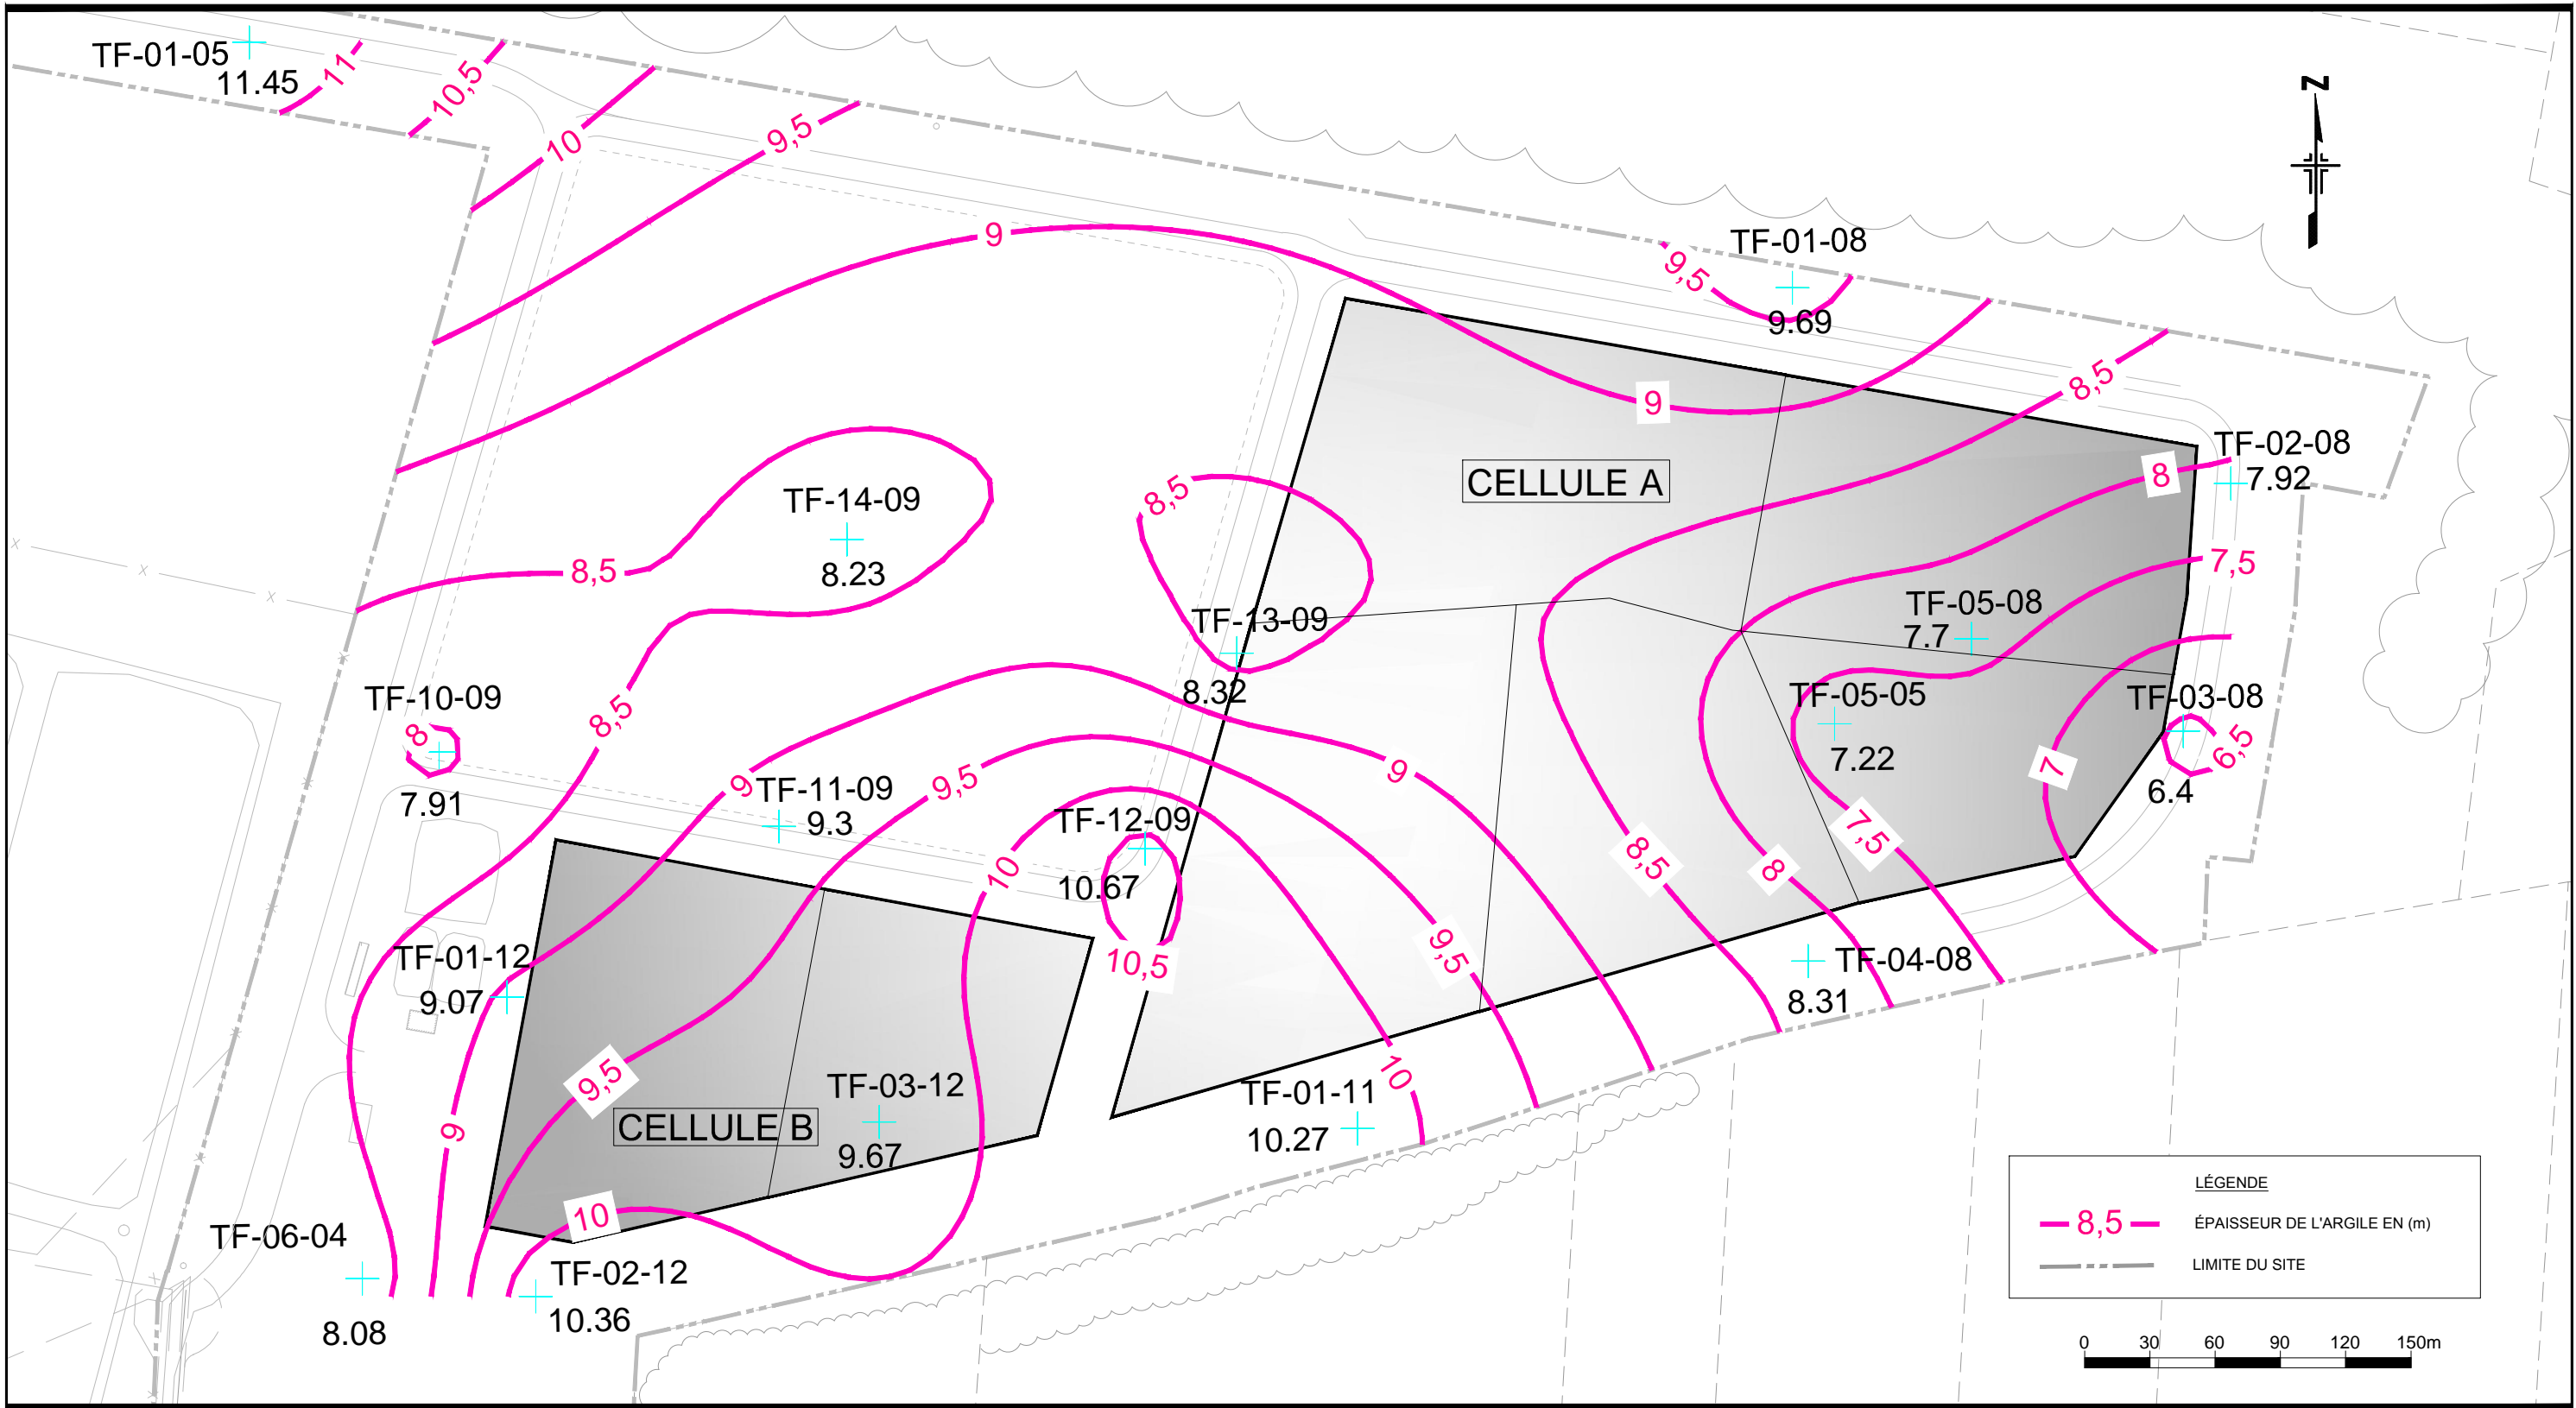 TF-01-05
11.45
11
10,5
10
9,5
N
9
TF-01-08
9,5
9.69
8,5
9
TF-02-08
7.92
8
CELLULE A
8,5
TF-14-09
8.23
8,5
7,5
TF-05-08
7.7
TF-13-09
8.32
TF-10-09
8
7.91
8,5
TF-05-05
7.22
TF-03-08
6,5
6.4
7
9
TF-11-09
9.3
9,5
9
TF-12-09
10.67
10
10,5
8,5
8
7,5
9,5
TF-01-12
9.07
TF-04-08
8.31
9,5
TF-03-12
9.67
CELLULE B
9
10
TF-01-11
10.27
10
TF-06-04
8.08
TF-02-12
10.36
LÉGENDE
8,5 ÉPAISSEUR DE L'ARGILE EN (m)
LIMITE DU SITE
0 30 60 90 120 150m